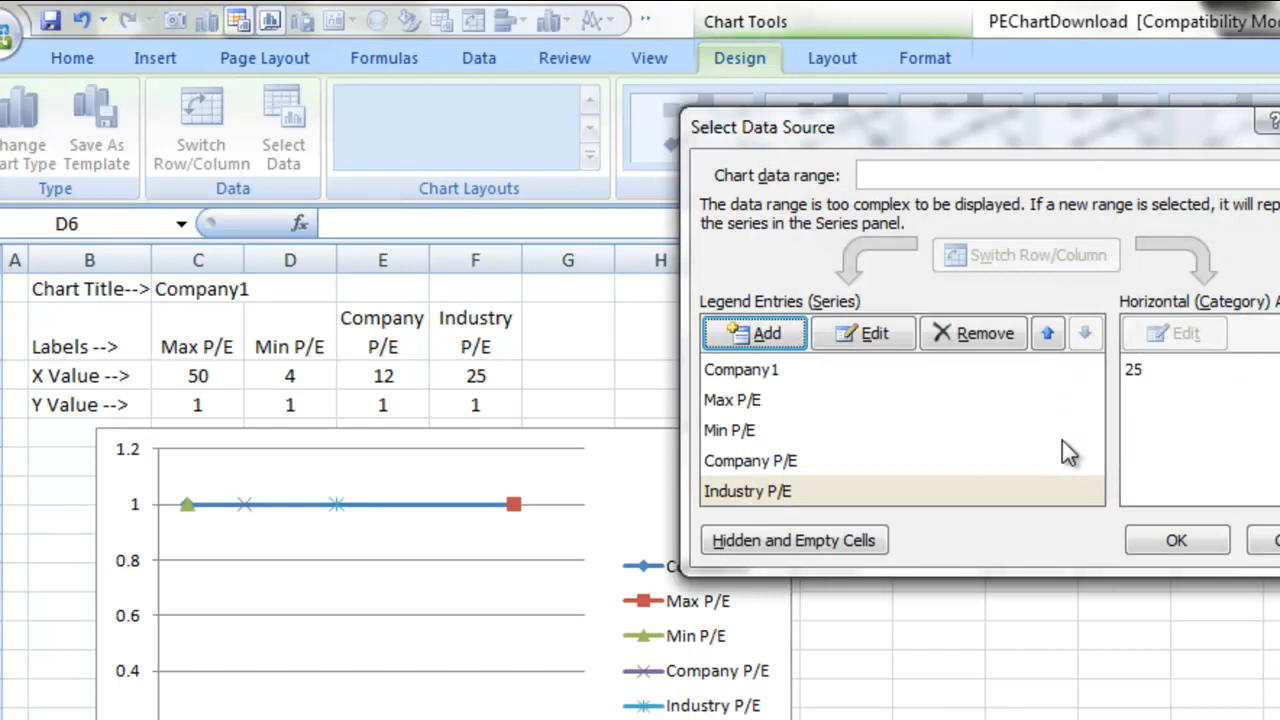 Chart Tools
PEChartDownload [Compatibility Mo
Home Insert Page Layout Formulas Data Review View Design Layout Format
Change Chart Type
Save As Template
Switch Row/Column
Select Data
Type
Data
Chart Layouts
D6
fx
A B C D E F G H
Chart Title--> Company1
Labels --> Max P/E Min P/E Company P/E Industry P/E
X Value --> 50 4 12 25
Y Value --> 1 1 1 1
1.2
1
0.8
0.6
0.4
Max P/E
Min P/E
Company P/E
Industry P/E
Select Data Source
?
Chart data range:
The data range is too complex to be displayed. If a new range is selected, it will rep
the series in the Series panel.
Switch Row/Column
Legend Entries (Series)
Horizontal (Category) A
Add Edit Remove
Edit
Company1
Max P/E
Min P/E
Company P/E
Industry P/E
25
Hidden and Empty Cells
OK
C